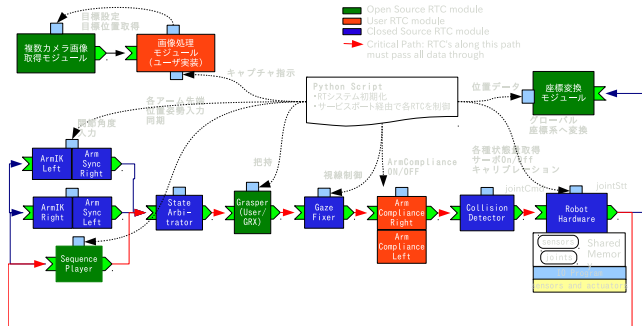 Open Source RTC module
User RTC module
Closed Source RTC module
Critical Path: RTC's along this path
must pass all data through
目標設定
目標位置取得
複数カメラ画像
取得モジュール
画像処理
モジュール
(ユーザ実装)
キャプチャ指示
Python Script
・RTシステム初期化
・サービスポート経由で各RTCを制御
位置データ
座標変換
モジュール
グローバル
座標系へ変換
各アーム先端
位置姿勢入力
同期
関節角度
入力
把持
視線制御
ArmCompliance
ON/OFF
各種状態量取得
サーボOn/Off
キャリブレーション
jointCmd
jointStt
ArmIK
Left
Arm
Sync
Right
ArmIK
Right
Arm
Sync
Left
State
Arbi-
trator
Grasper
(User/
GRX)
Gaze
Fixer
Arm
Compliance
Right
Arm
Compliance
Left
Collision
Detector
Robot
Hardware
Sequence
Player
sensors
joints
Shared
Memor
IO Program
sensors and actuators